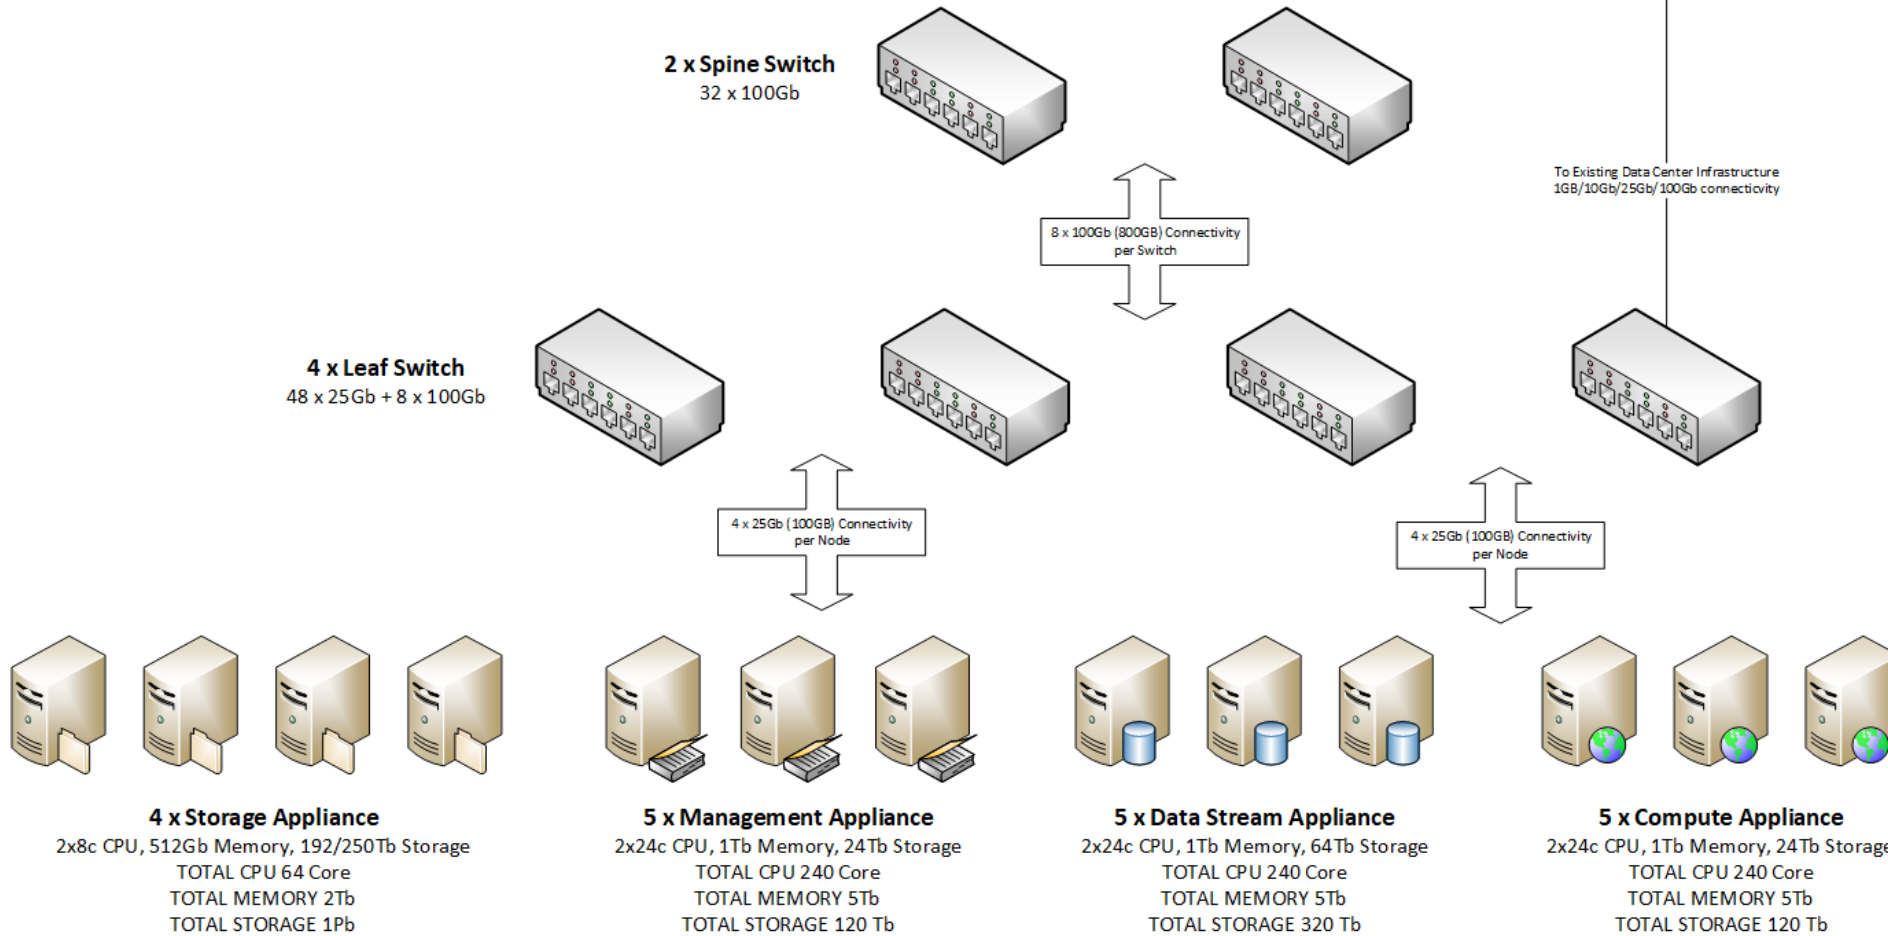 2 x Spine Switch
32 x 100Gb
To Existing Data Center Infrastructure
1GB/10Gb/25Gb/100Gb connecticvity
8 x 100Gb (800GB) Connectivity
per Switch
4 x Leaf Switch
48 x 25Gb + 8 x 100Gb
4 x 25Gb (100GB) Connectivity
per Node
4 x 25Gb (100GB) Connectivity
per Node
4 x Storage Appliance
2x8c CPU, 512Gb Memory, 192/250Tb Storage
TOTAL CPU 64 Core
TOTAL MEMORY 2Tb
TOTAL STORAGE 1Pb
5 x Management Appliance
2x24c CPU, 1Tb Memory, 24Tb Storage
TOTAL CPU 240 Core
TOTAL MEMORY 5Tb
TOTAL STORAGE 120 Tb
5 x Data Stream Appliance
2x24c CPU, 1Tb Memory, 64Tb Storage
TOTAL CPU 240 Core
TOTAL MEMORY 5Tb
TOTAL STORAGE 320 Tb
5 x Compute Appliance
2x24c CPU, 1Tb Memory, 24Tb Storage
TOTAL CPU 240 Core
TOTAL MEMORY 5Tb
TOTAL STORAGE 120 Tb